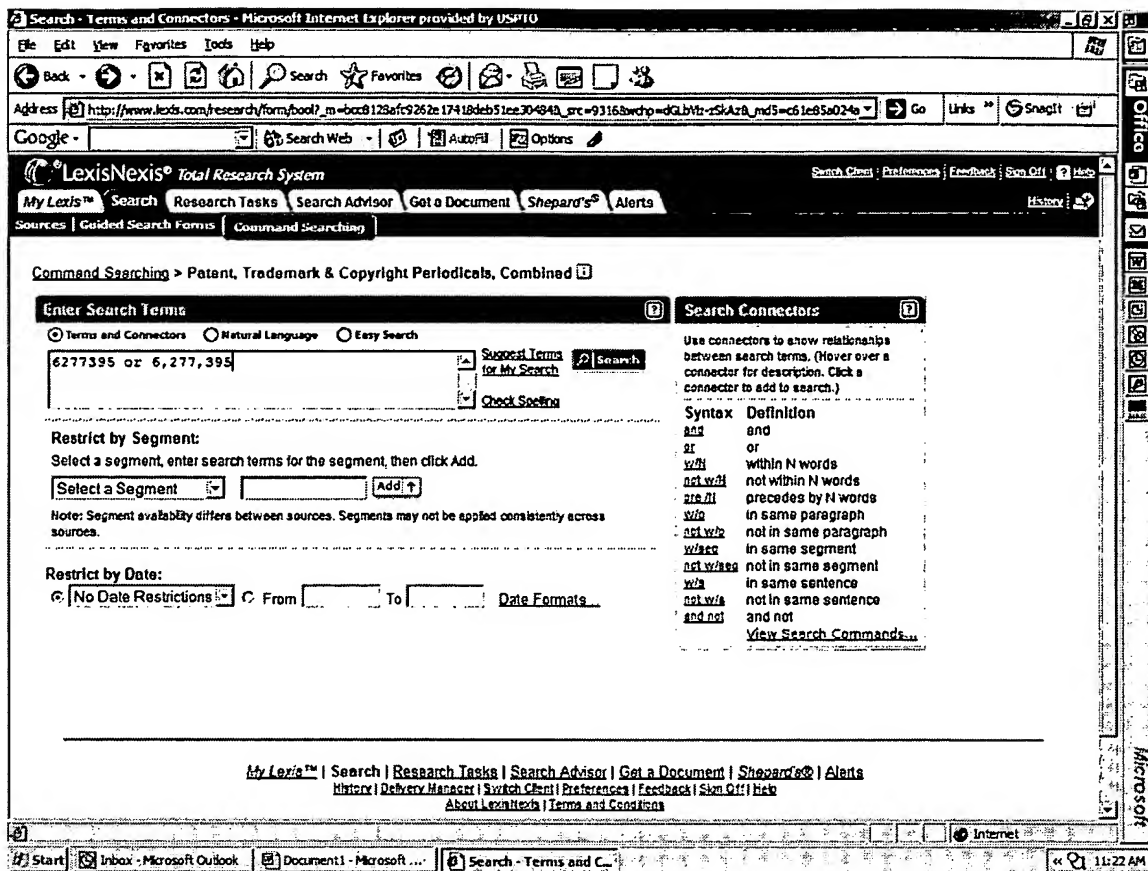 Search - Terms and Connectors - Microsoft Internet Explorer provided by USPTO
File Edit View Favorites Tools Help
Back Search Favorites
Address http://www.lexis.com/research/form/bool?_m=bcc8128afc9262e17418deb51ee30484&_src=9316&wchp=dGLbVtz-zSkAz&_md5=c61e85a024a Go Links » SnagIt
Google - Search Web AutoFill Options
LexisNexis® Total Research System
Switch Client | Preferences | Feedback | Sign Off | ? Help
My Lexis™ Search Research Tasks Search Advisor Get a Document Shepard's® Alerts
History
Sources | Guided Search Forms | Command Searching
Command Searching > Patent, Trademark & Copyright Periodicals, Combined i
Enter Search Terms ?
Terms and Connectors Natural Language Easy Search
6277395 or 6,277,395
Suggest Terms for My Search
Search
Check Spelling
Restrict by Segment:
Select a segment, enter search terms for the segment, then click Add.
Select a Segment Add ↑
Note: Segment availability differs between sources. Segments may not be applied consistently across
sources.
Restrict by Date:
No Date Restrictions From To Date Formats...
Search Connectors ?
Use connectors to show relationships
between search terms. (Hover over a
connector for description. Click a
connector to add to search.)
Syntax Definition
and and
or or
w/N within N words
not w/N not within N words
pre /N precedes by N words
w/p in same paragraph
not w/p not in same paragraph
w/seg in same segment
not w/seg not in same segment
w/s in same sentence
not w/s not in same sentence
and not and not
View Search Commands...
My Lexis™ | Search | Research Tasks | Search Advisor | Get a Document | Shepard's® | Alerts
History | Delivery Manager | Switch Client | Preferences | Feedback | Sign Off | Help
About LexisNexis | Terms and Conditions
Internet
Start Inbox - Microsoft Outlook Document1 - Microsoft ... Search - Terms and C... « 11:22 AM
Office
Microsoft